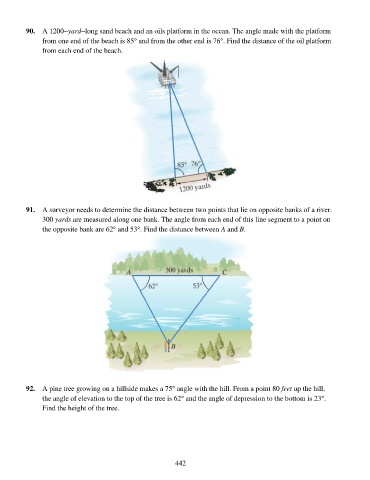 90. A 1200–yard–long sand beach and an oils platform in the ocean. The angle made with the platform
from one end of the beach is 85° and from the other end is 76°. Find the distance of the oil platform
from each end of the beach.
85° 76°
1200 yards
91. A surveyor needs to determine the distance between two points that lie on opposite banks of a river.
300 yards are measured along one bank. The angle from each end of this line segment to a point on
the opposite bank are 62° and 53°. Find the distance between A and B.
A 300 yards C
62° 53°
B
92. A pine tree growing on a hillside makes a 75° angle with the hill. From a point 80 feet up the hill,
the angle of elevation to the top of the tree is 62° and the angle of depression to the bottom is 23°.
Find the height of the tree.
442